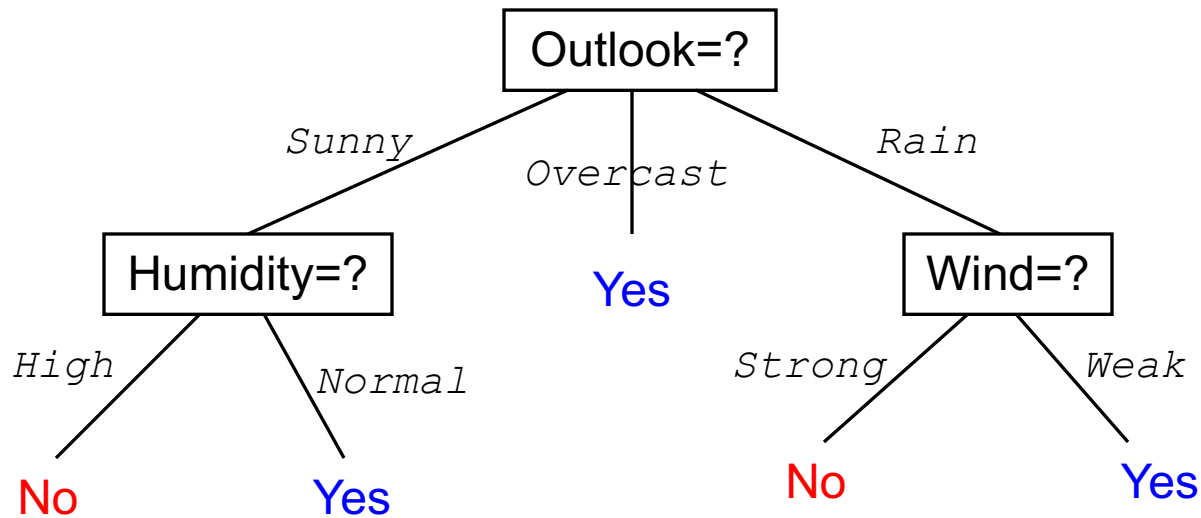 Outlook=?
Sunny
Overcast
Rain
Humidity=?
Yes
Wind=?
High
Normal
Strong
Weak
No
Yes
No
Yes